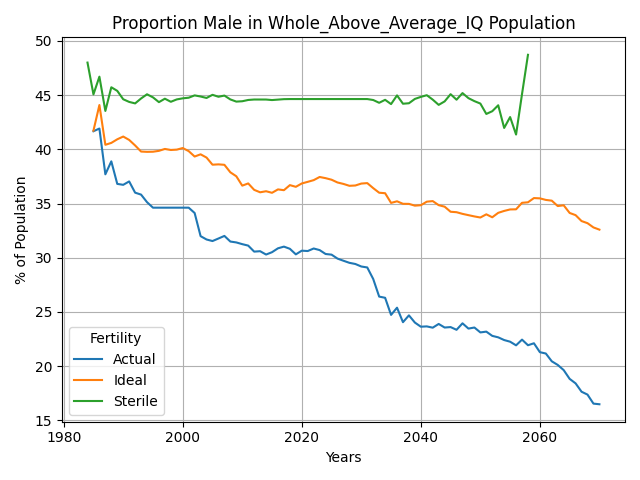 Proportion Male in Whole_Above_Average_IQ Population
% of Population
50
45
40
35
30
25
20
15
Fertility
Actual
Ideal
Sterile
1980
2000
2020
2040
2060
Years